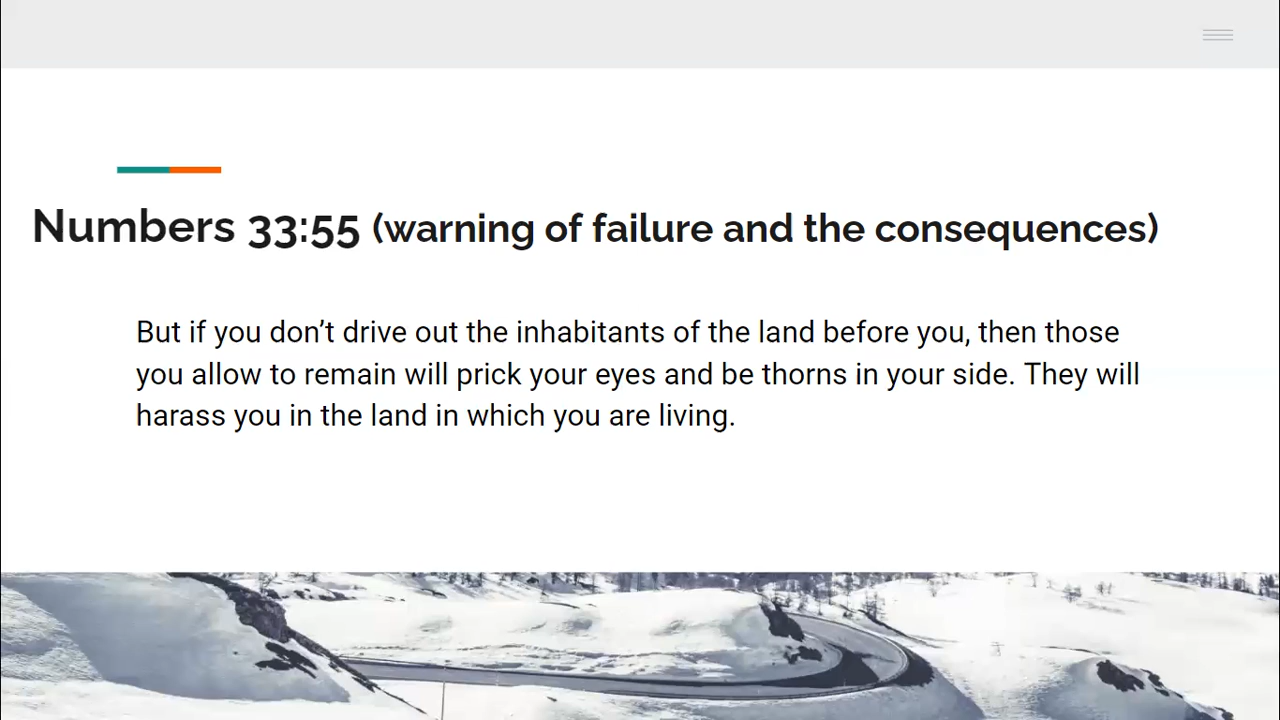 Numbers 33:55 (warning of failure and the consequences)
But if you don’t drive out the inhabitants of the land before you, then those
you allow to remain will prick your eyes and be thorns in your side. They will
harass you in the land in which you are living.